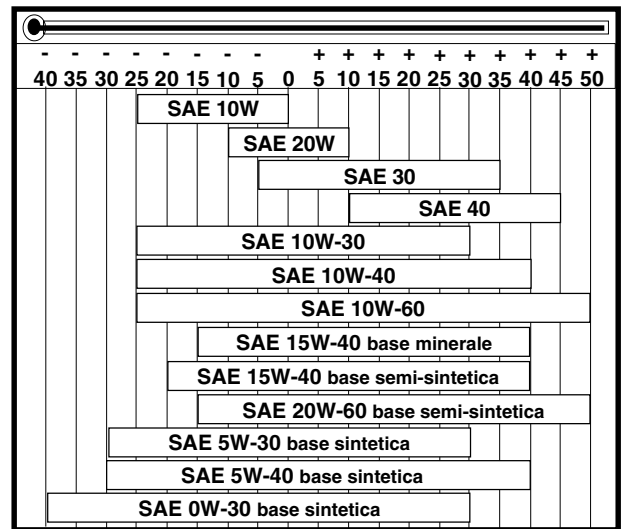 - - - - - - - - + + + + + + + + + +
40 35 30 25 20 15 10 5 0 5 10 15 20 25 30 35 40 45 50
SAE 10W
SAE 20W
SAE 30
SAE 40
SAE 10W-30
SAE 10W-40
SAE 10W-60
SAE 15W-40 base minerale
SAE 15W-40 base semi-sintetica
SAE 20W-60 base semi-sintetica
SAE 5W-30 base sintetica
SAE 5W-40 base sintetica
SAE 0W-30 base sintetica